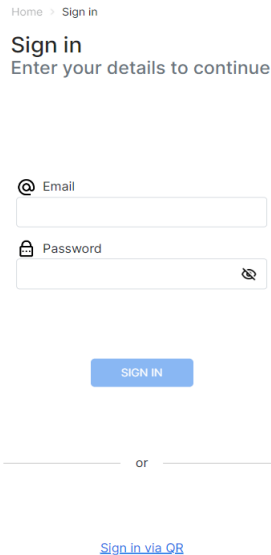 Home > Sign in
Sign in
Enter your details to continue
Email
Password
SIGN IN
or
Sign in via QR